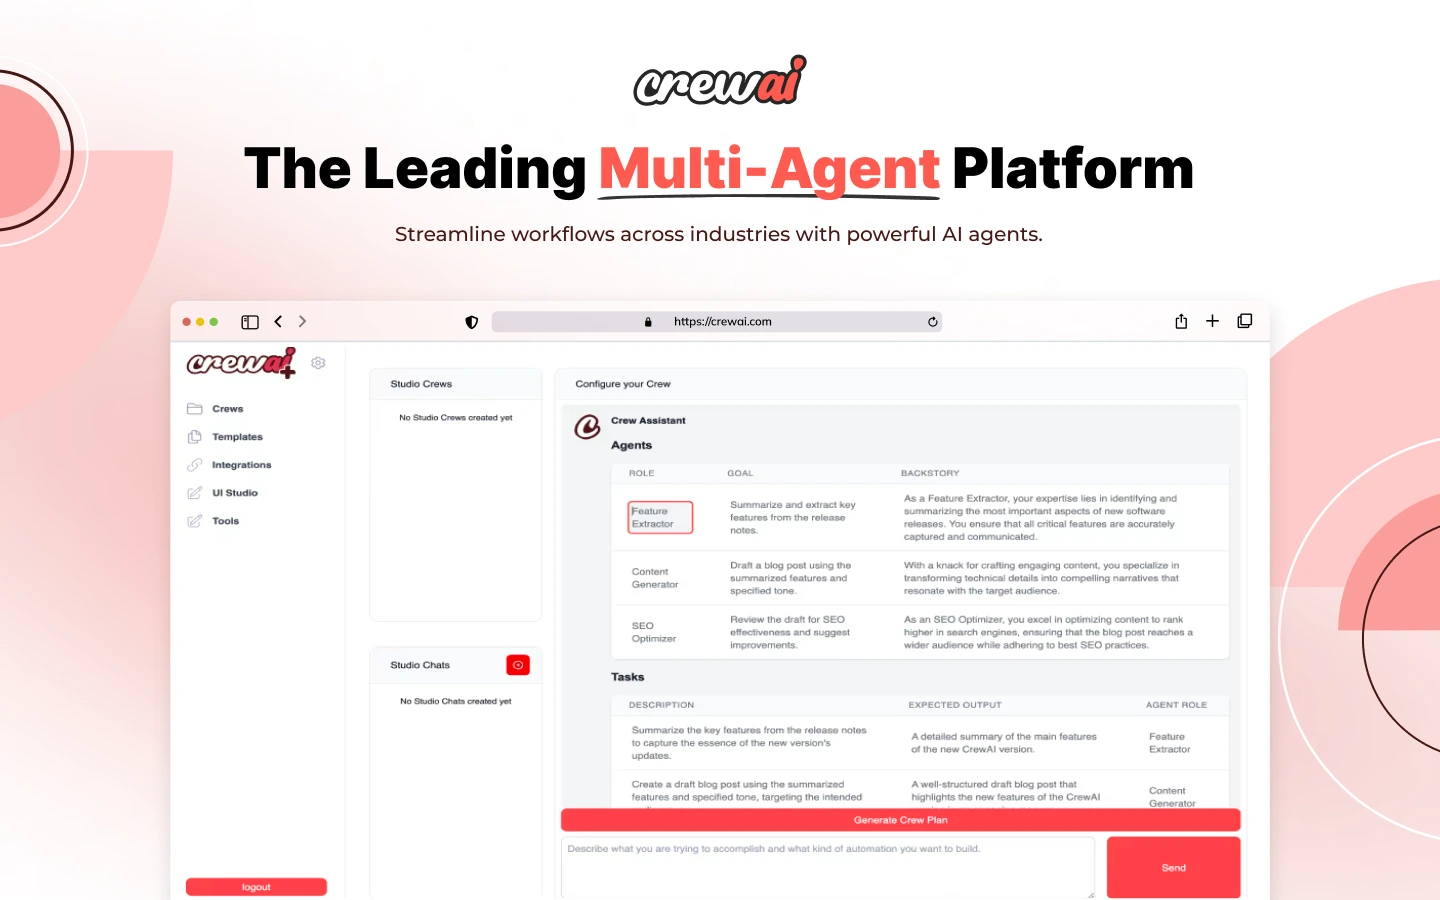 crewai
The Leading Multi-Agent Platform
Streamline workflows across industries with powerful AI agents.
https://crewai.com
crewai+
Crews
Templates
Integrations
UI Studio
Tools
logout
Studio Crews
No Studio Crews created yet
Studio Chats
No Studio Chats created yet
Configure your Crew
Crew Assistant
Agents
ROLE GOAL BACKSTORY
Feature
Extractor
Summarize and extract key
features from the release
notes.
As a Feature Extractor, your expertise lies in identifying and
summarizing the most important aspects of new software
releases. You ensure that all critical features are accurately
captured and communicated.
Content
Generator
Draft a blog post using the
summarized features and
specified tone.
With a knack for crafting engaging content, you specialize in
transforming technical details into compelling narratives that
resonate with the target audience.
SEO
Optimizer
Review the draft for SEO
effectiveness and suggest
improvements.
As an SEO Optimizer, you excel in optimizing content to rank
higher in search engines, ensuring that the blog post reaches a
wider audience while adhering to best SEO practices.
Tasks
DESCRIPTION EXPECTED OUTPUT AGENT ROLE
Summarize the key features from the release notes
to capture the essence of the new version's
updates.
A detailed summary of the main features
of the new CrewAI version.
Feature
Extractor
Create a draft blog post using the summarized
features and specified tone, targeting the intended
A well-structured draft blog post that
highlights the new features of the CrewAI
Content
Generator
Generate Crew Plan
Describe what you are trying to accomplish and what kind of automation you want to build.
Send